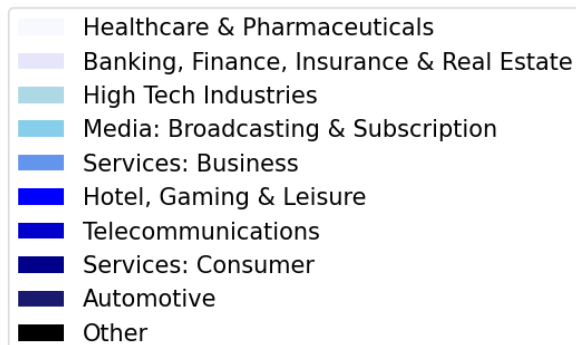 Healthcare & Pharmaceuticals
Banking, Finance, Insurance & Real Estate
High Tech Industries
Media: Broadcasting & Subscription
Services: Business
Hotel, Gaming & Leisure
Telecommunications
Services: Consumer
Automotive
Other